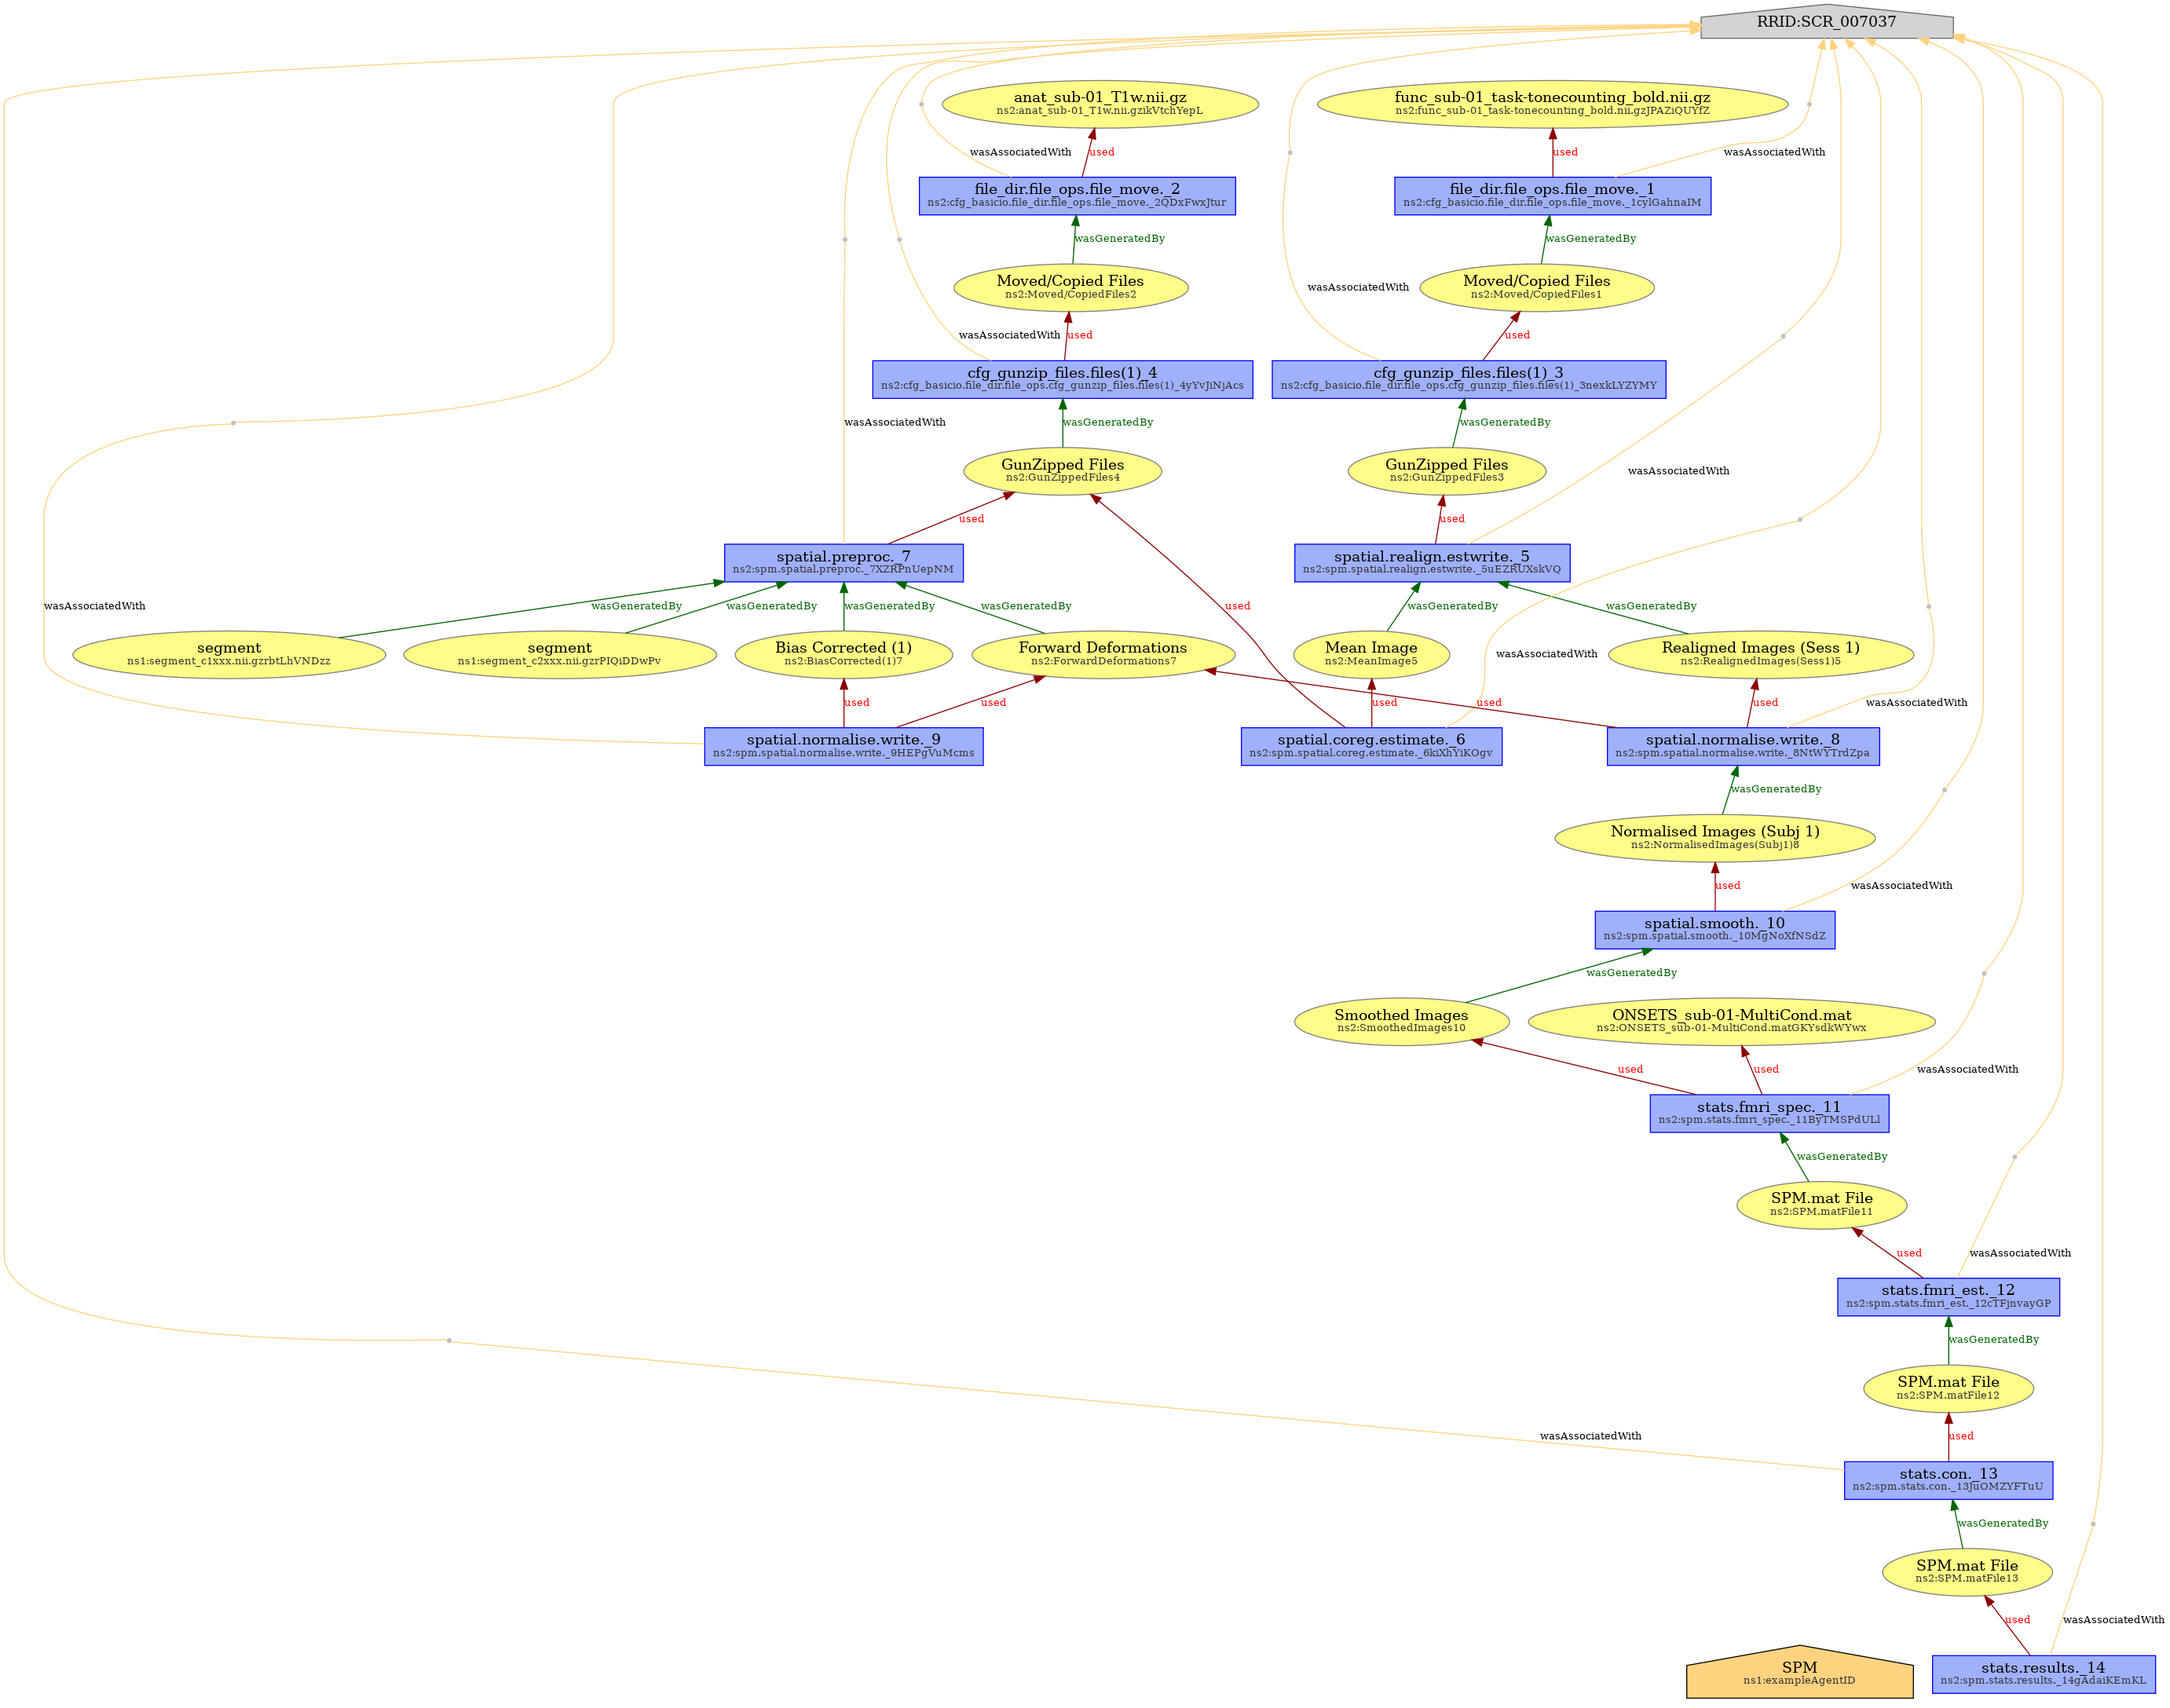 RRID:SCR_007037
anat_sub-01_T1w.nii.gz
ns2:anat_sub-01_T1w.nii.gzikVtchYepL
func_sub-01_task-tonecounting_bold.nii.gz
ns2:func_sub-01_task-tonecounting_bold.nii.gzJPAZiQUYfZ
wasAssociatedWith
used
used
wasAssociatedWith
file_dir.file_ops.file_move._2
ns2:cfg_basicio.file_dir.file_ops.file_move._2QDxFwxJtur
file_dir.file_ops.file_move._1
ns2:cfg_basicio.file_dir.file_ops.file_move._1cylGahnaIM
wasGeneratedBy
wasGeneratedBy
Moved/Copied Files
ns2:Moved/CopiedFiles2
wasAssociatedWith
Moved/Copied Files
ns2:Moved/CopiedFiles1
wasAssociatedWith
used
used
cfg_gunzip_files.files(1)_4
ns2:cfg_basicio.file_dir.file_ops.cfg_gunzip_files.files(1)_4yYvJiNjAcs
cfg_gunzip_files.files(1)_3
ns2:cfg_basicio.file_dir.file_ops.cfg_gunzip_files.files(1)_3nexkLYZYMY
wasAssociatedWith
wasGeneratedBy
wasGeneratedBy
GunZipped Files
ns2:GunZippedFiles4
GunZipped Files
ns2:GunZippedFiles3
wasAssociatedWith
used
used
spatial.preproc._7
ns2:spm.spatial.preproc._7XZRPnUepNM
spatial.realign.estwrite._5
ns2:spm.spatial.realign.estwrite._5uEZRUXskVQ
wasAssociatedWith
wasGeneratedBy
wasGeneratedBy
wasGeneratedBy
wasGeneratedBy
used
wasGeneratedBy
wasGeneratedBy
segment
ns1:segment_c1xxx.nii.gzrbtLhVNDzz
segment
ns1:segment_c2xxx.nii.gzrPIQiDDwPv
Bias Corrected (1)
ns2:BiasCorrected(1)7
Forward Deformations
ns2:ForwardDeformations7
Mean Image
ns2:MeanImage5
wasAssociatedWith
Realigned Images (Sess 1)
ns2:RealignedImages(Sess1)5
used
used
used
used
used
wasAssociatedWith
spatial.normalise.write._9
ns2:spm.spatial.normalise.write._9HEPgVuMcms
spatial.coreg.estimate._6
ns2:spm.spatial.coreg.estimate._6kiXhYiKOgv
spatial.normalise.write._8
ns2:spm.spatial.normalise.write._8NtWYTrdZpa
wasGeneratedBy
Normalised Images (Subj 1)
ns2:NormalisedImages(Subj1)8
used
wasAssociatedWith
spatial.smooth._10
ns2:spm.spatial.smooth._10MgNoXfNSdZ
wasGeneratedBy
Smoothed Images
ns2:SmoothedImages10
ONSETS_sub-01-MultiCond.mat
ns2:ONSETS_sub-01-MultiCond.matGKYsdkWYwx
used
used
wasAssociatedWith
stats.fmri_spec._11
ns2:spm.stats.fmri_spec._11ByTMSPdULl
wasGeneratedBy
SPM.mat File
ns2:SPM.matFile11
used
wasAssociatedWith
stats.fmri_est._12
ns2:spm.stats.fmri_est._12cTFjnvayGP
wasGeneratedBy
SPM.mat File
ns2:SPM.matFile12
wasAssociatedWith
used
stats.con._13
ns2:spm.stats.con._13JuOMZYFTuU
wasGeneratedBy
SPM.mat File
ns2:SPM.matFile13
used
wasAssociatedWith
SPM
ns1:exampleAgentID
stats.results._14
ns2:spm.stats.results._14gAdaiKEmKL